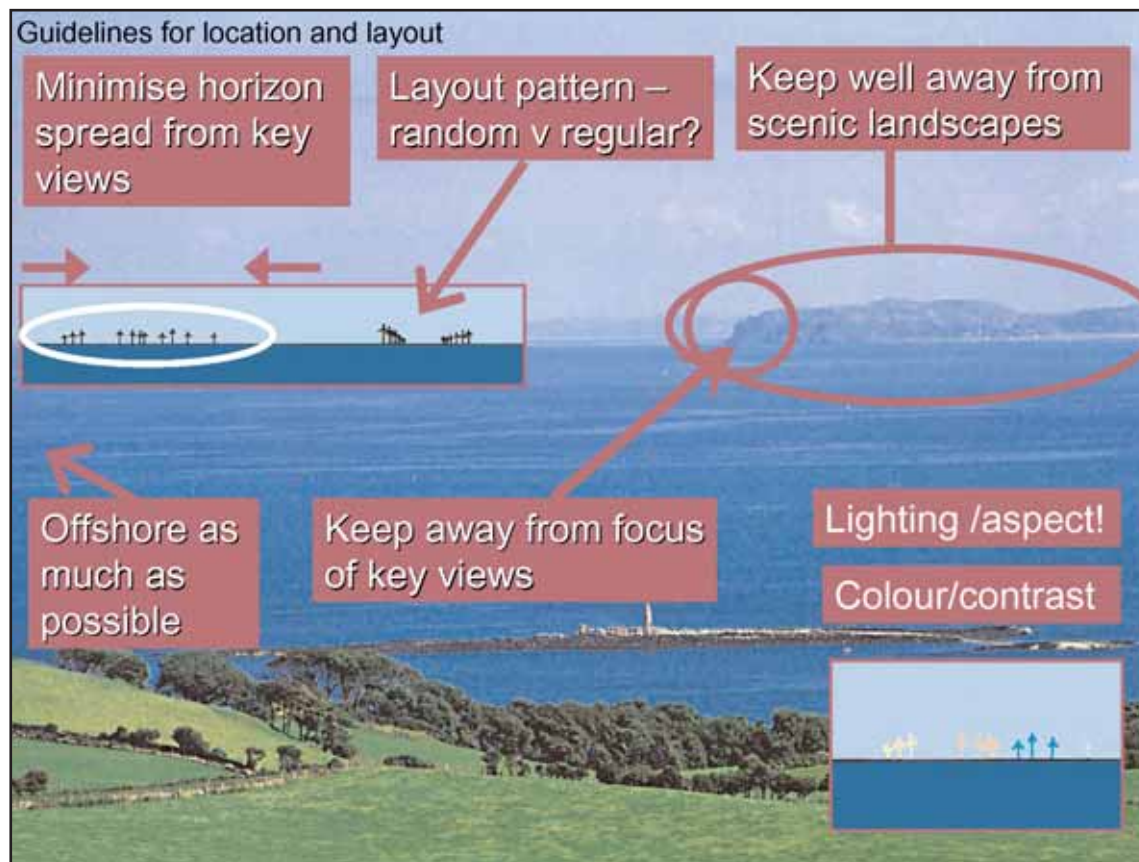 Guidelines for location and layout
Minimise horizon
spread from key
views
Layout pattern –
random v regular?
Keep well away from
scenic landscapes
Offshore as
much as
possible
Keep away from focus
of key views
Lighting /aspect!
Colour/contrast